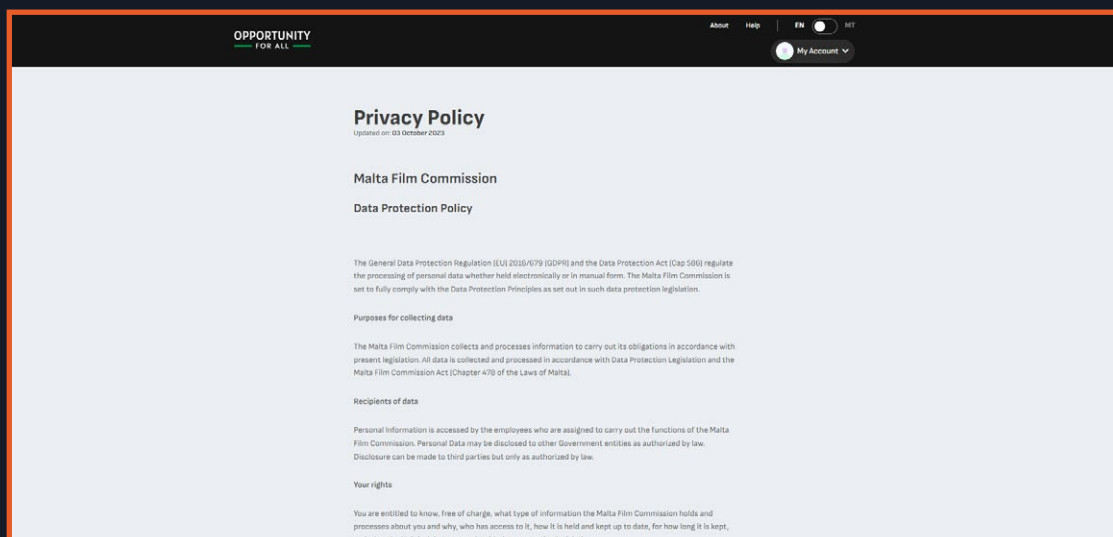 OPPORTUNITY
FOR ALL
About Help EN MT
My Account
Privacy Policy
Updated on: 03 October 2023
Malta Film Commission
Data Protection Policy
The General Data Protection Regulation (EU) 2016/679 (GDPR) and the Data Protection Act (Cap 586) regulate
the processing of personal data whether held electronically or in manual form. The Malta Film Commission is
set to fully comply with the Data Protection Principles as set out in such data protection legislation.
Purposes for collecting data
The Malta Film Commission collects and processes information to carry out its obligations in accordance with
present legislation. All data is collected and processed in accordance with Data Protection Legislation and the
Malta Film Commission Act (Chapter 478 of the Laws of Malta).
Recipients of data
Personal Information is accessed by the employees who are assigned to carry out the functions of the Malta
Film Commission. Personal Data may be disclosed to other Government entities as authorized by law.
Disclosure can be made to third parties but only as authorized by law.
Your rights
You are entitled to know, free of charge, what type of information the Malta Film Commission holds and
processes about you and why, who has access to it, how it is held and kept up to date, for how long it is kept,